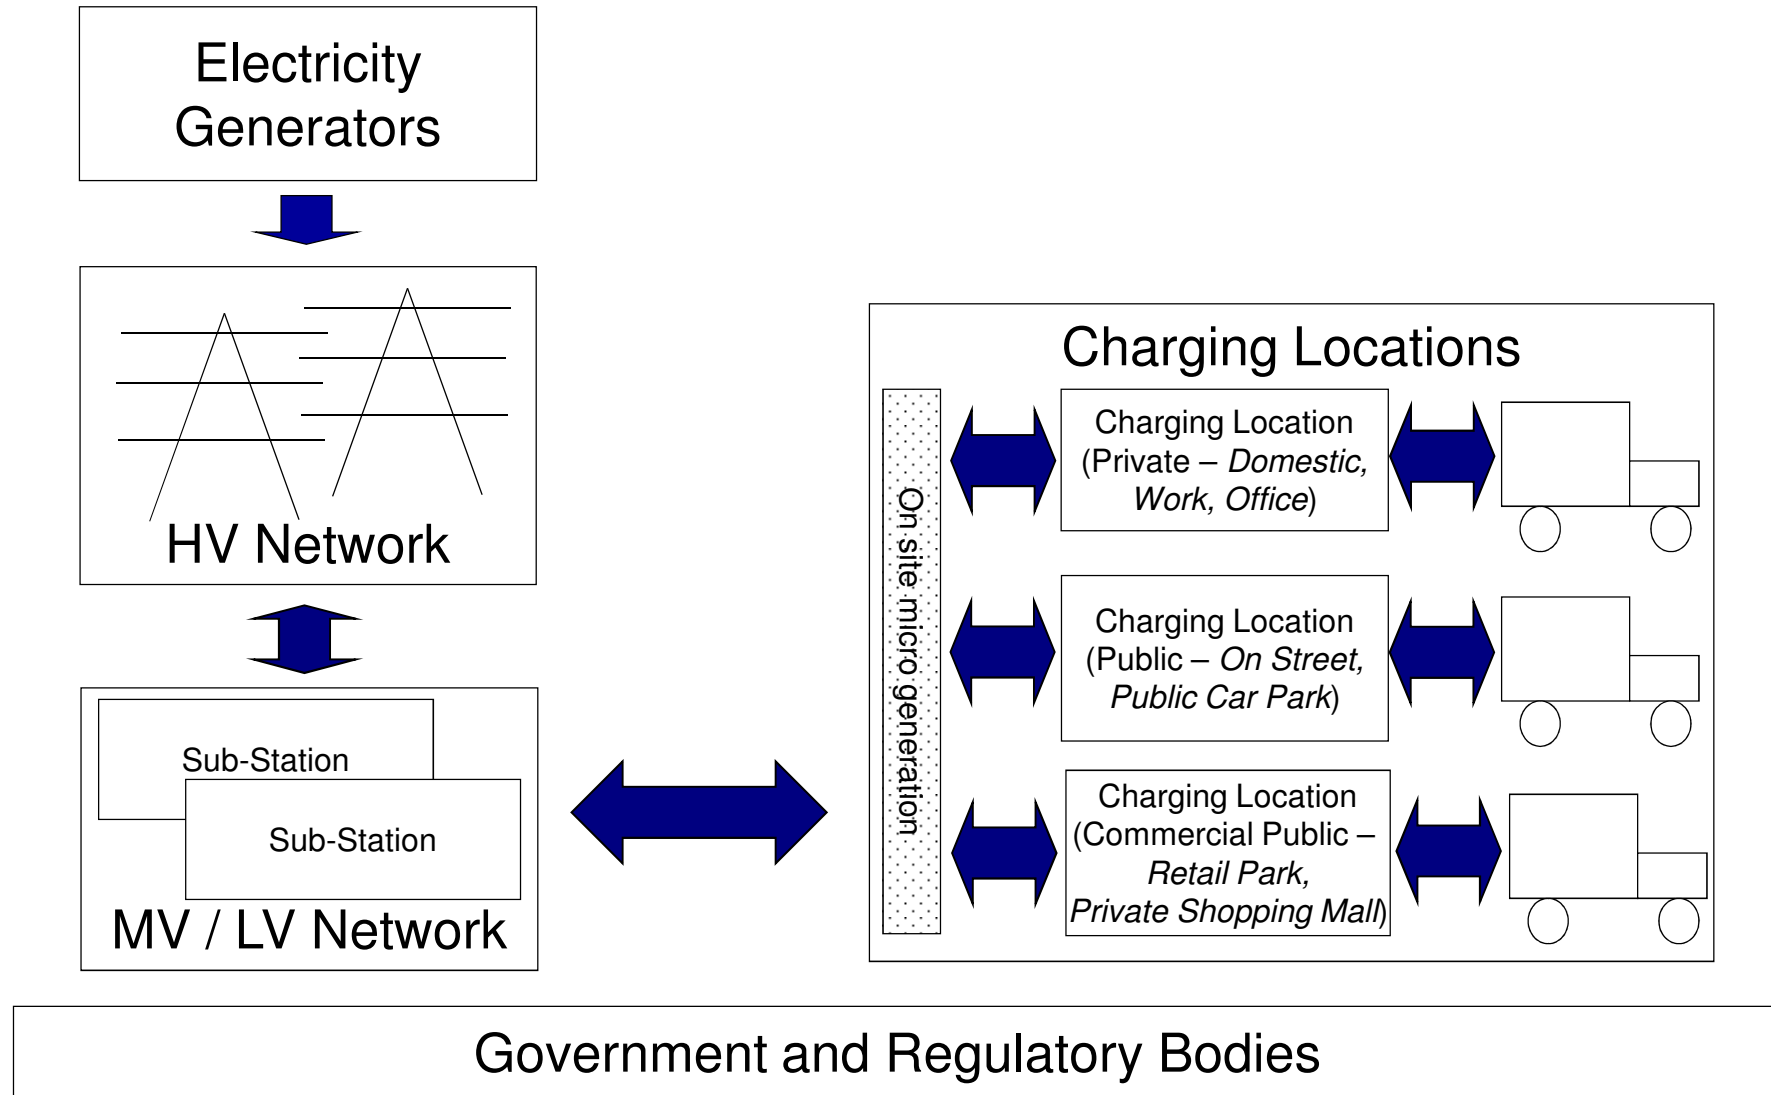 Electricity
Generators
HV Network
Sub-Station
Sub-Station
MV / LV Network
Charging Locations
On site micro generation
Charging Location
(Private – Domestic,
Work, Office)
Charging Location
(Public – On Street,
Public Car Park)
Charging Location
(Commercial Public –
Retail Park,
Private Shopping Mall)
Government and Regulatory Bodies